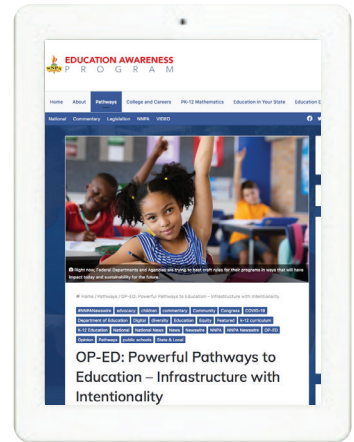 EDUCATION AWARENESS
PROGRAM
Home About Pathways College and Careers PK-12 Mathematics Education in Your State Education E
National Commentary Legislation NNPA VIDEO
Right now, Federal Departments and Agencies are trying to best craft rules for their programs in ways that will have
impact today and sustainability for the future.
Home / Pathways / OP-ED: Powerful Pathways to Education – Infrastructure with Intentionality
#NNPANewswire advocacy children commentary Community Congress COVID-19
Department of Education Digital diversity Education Equity Featured k-12 curriculum
K-12 Education National National News News Newswire NNPA NNPA Newswire OP-ED
Opinion Pathways public schools State & Local
OP-ED: Powerful Pathways to
Education – Infrastructure with
Intentionality